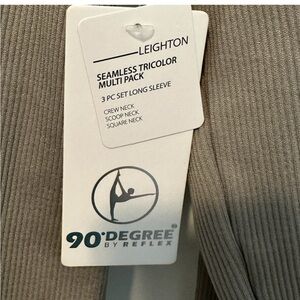 LEIGHTON
SEAMLESS TRICOLOR
MULTI PACK
3 PC SET LONG SLEEVE
CREW NECK
SCOOP NECK
SQUARE NECK
90°DEGREE®
BY REFLEX